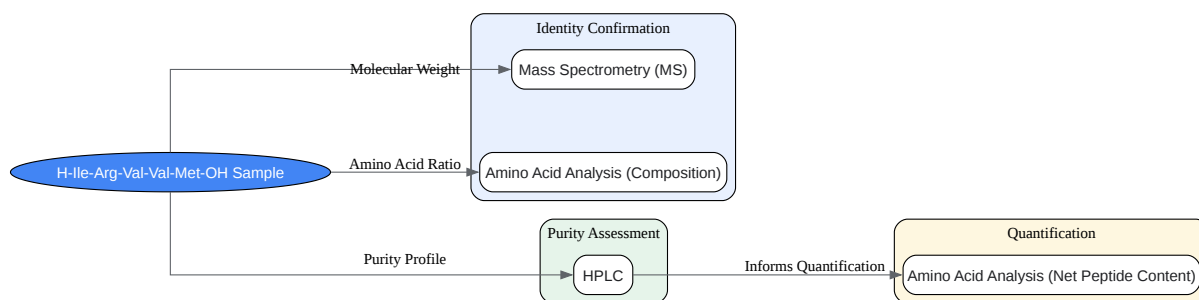 Identity Confirmation
Molecular Weight
Mass Spectrometry (MS)
H-Ile-Arg-Val-Val-Met-OH Sample
Amino Acid Ratio
Amino Acid Analysis (Composition)
Purity Assessment
Quantification
Purity Profile
HPLC
Informs Quantification
Amino Acid Analysis (Net Peptide Content)